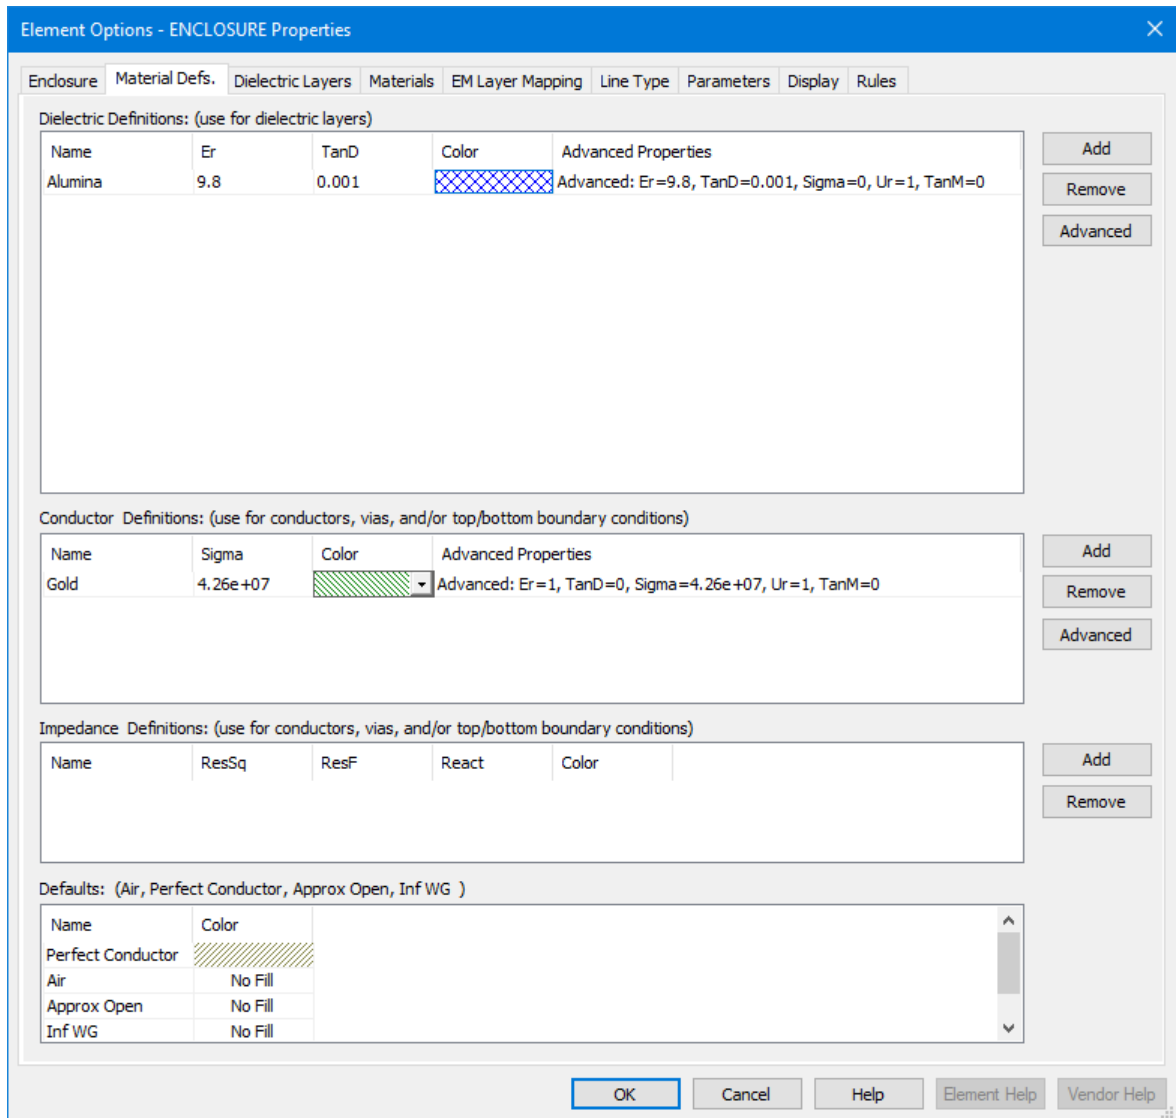 Element Options - ENCLOSURE Properties
Enclosure Material Defs. Dielectric Layers Materials EM Layer Mapping Line Type Parameters Display Rules
Dielectric Definitions: (use for dielectric layers)
Name Er TanD Color Advanced Properties
Alumina 9.8 0.001 Advanced: Er=9.8, TanD=0.001, Sigma=0, Ur=1, TanM=0
Add
Remove
Advanced
Conductor Definitions: (use for conductors, vias, and/or top/bottom boundary conditions)
Name Sigma Color Advanced Properties
Gold 4.26e+07 Advanced: Er=1, TanD=0, Sigma=4.26e+07, Ur=1, TanM=0
Add
Remove
Advanced
Impedance Definitions: (use for conductors, vias, and/or top/bottom boundary conditions)
Name ResSq ResF React Color
Add
Remove
Defaults: (Air, Perfect Conductor, Approx Open, Inf WG )
Name Color
Perfect Conductor
Air No Fill
Approx Open No Fill
Inf WG No Fill
OK Cancel Help Element Help Vendor Help